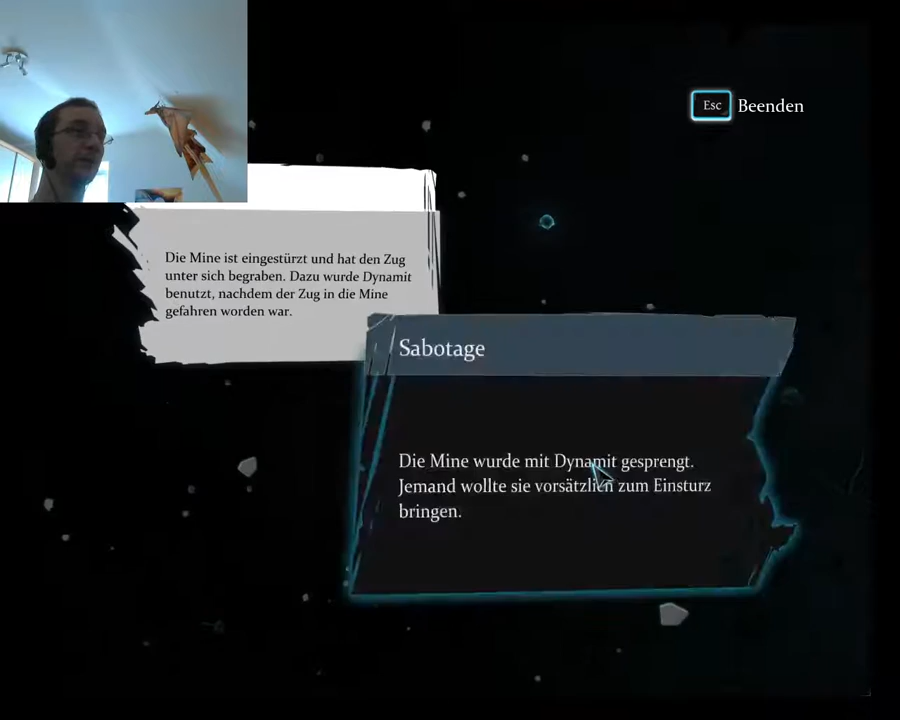 Esc Beenden
Die Mine ist eingestürzt und hat den Zug
unter sich begraben. Dazu wurde Dynamit
benutzt, nachdem der Zug in die Mine
gefahren worden war.
Sabotage
Die Mine wurde mit Dynamit gesprengt.
Jemand wollte sie vorsätzlich zum Einsturz
bringen.